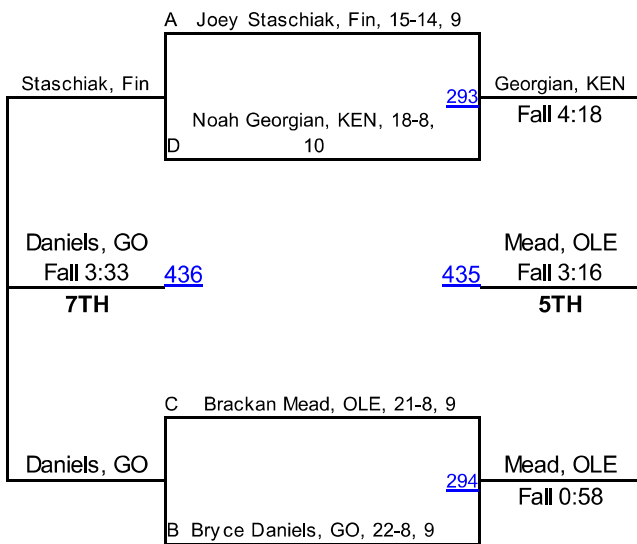 A Joey Staschiak, Fin, 15-14, 9
Staschiak, Fin
293
Georgian, KEN
Fall 4:18
Noah Georgian, KEN, 18-8,
D 10
Daniels, GO
Fall 3:33
436
7TH
Mead, OLE
435
Fall 3:16
5TH
C Brackan Mead, OLE, 21-8, 9
Daniels, GO
294
Mead, OLE
Fall 0:58
B Bryce Daniels, GO, 22-8, 9